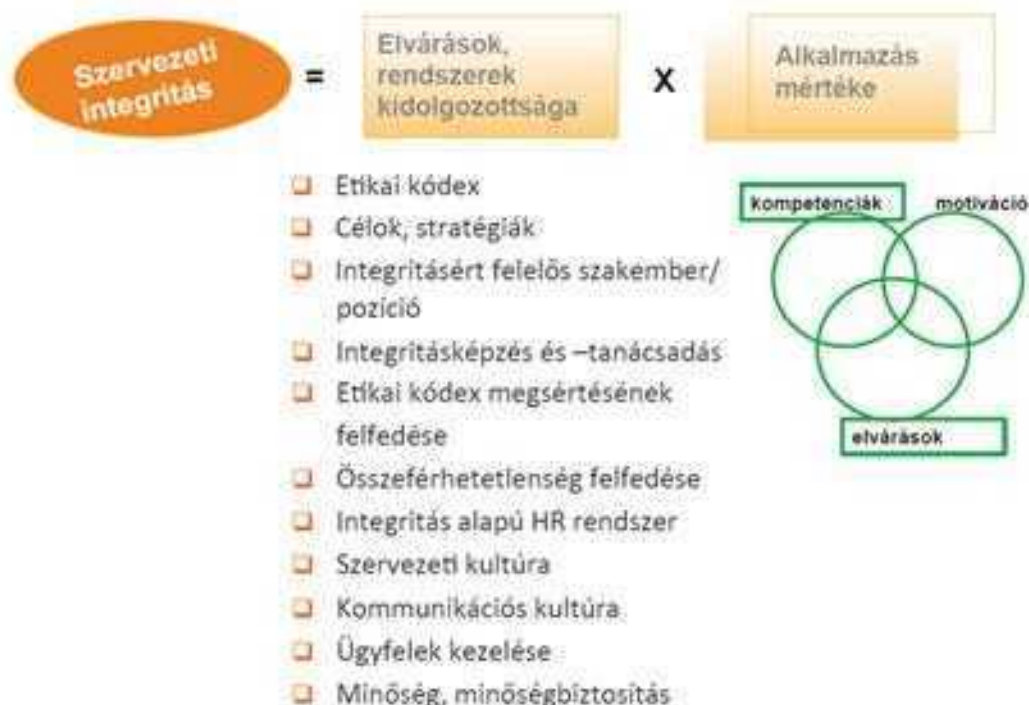 Szervezeti
integritás
=
Elvárások,
rendszerek
kidolgozottsága
X
Alkalmazás
mértéke
Etikai kódex
Célok, stratégiák
Integritásért felelős szakember/
pozíció
Integritásképzés és –tanácsadás
Etikai kódex megsértésének
felfedése
Összeférhetetlenség felfedése
Integritás alapú HR rendszer
Szervezeti kultúra
Kommunikációs kultúra
Ügyfelek kezelése
Minőség, minőségbiztosítás
kompetenciák
motiváció
elvárások